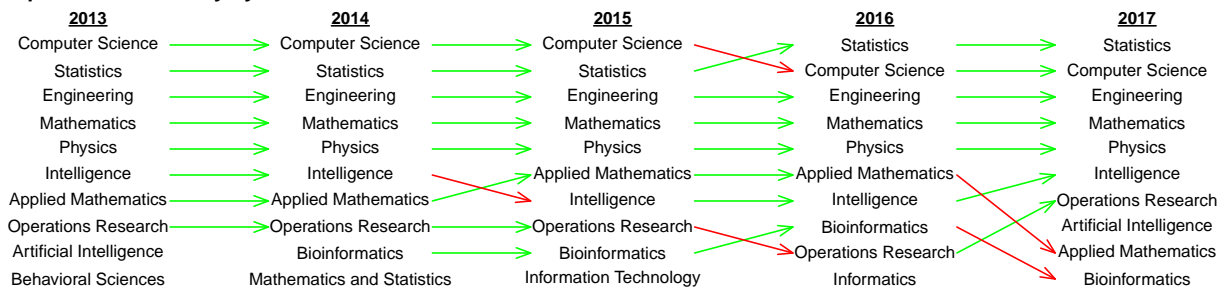 2013 2014 2015 2016 2017
Computer Science Computer Science Computer Science Statistics Statistics
Statistics Statistics Statistics Computer Science Computer Science
Engineering Engineering Engineering Engineering Engineering
Mathematics Mathematics Mathematics Mathematics Mathematics
Physics Physics Physics Physics Physics
Intelligence Intelligence Applied Mathematics Applied Mathematics Intelligence
Applied Mathematics Applied Mathematics Intelligence Intelligence Operations Research
Operations Research Operations Research Operations Research Bioinformatics Artificial Intelligence
Artificial Intelligence Bioinformatics Bioinformatics Operations Research Applied Mathematics
Behavioral Sciences Mathematics and Statistics Information Technology Informatics Bioinformatics